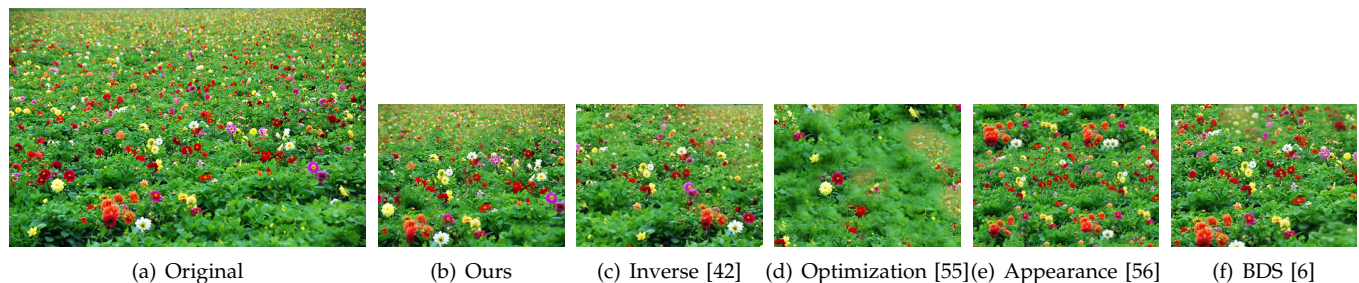 (a) Original (b) Ours (c) Inverse [42] (d) Optimization [55] (e) Appearance [56] (f) BDS [6]